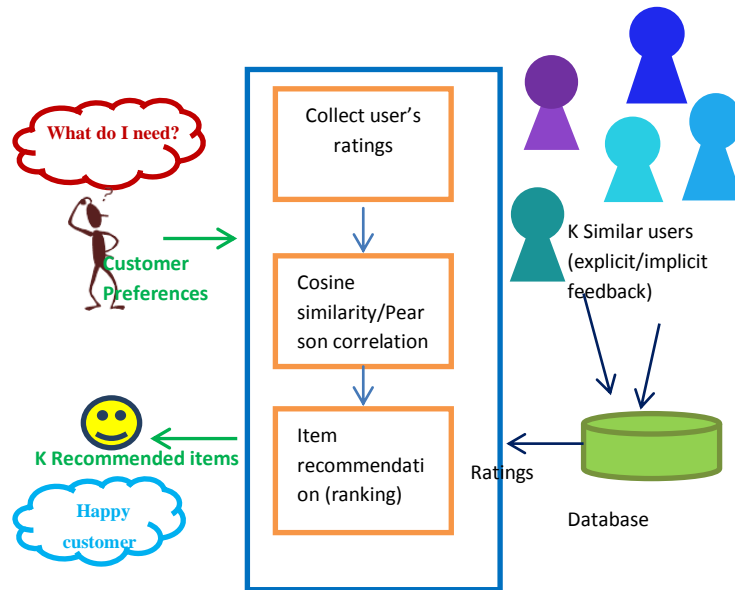 What do I need?
Customer
Preferences
K Recommended items
Happy
customer
Collect user’s
ratings
Cosine
similarity/Pear
son correlation
Item
recommendati
on (ranking)
K Similar users
(explicit/implicit
feedback)
Ratings
Database